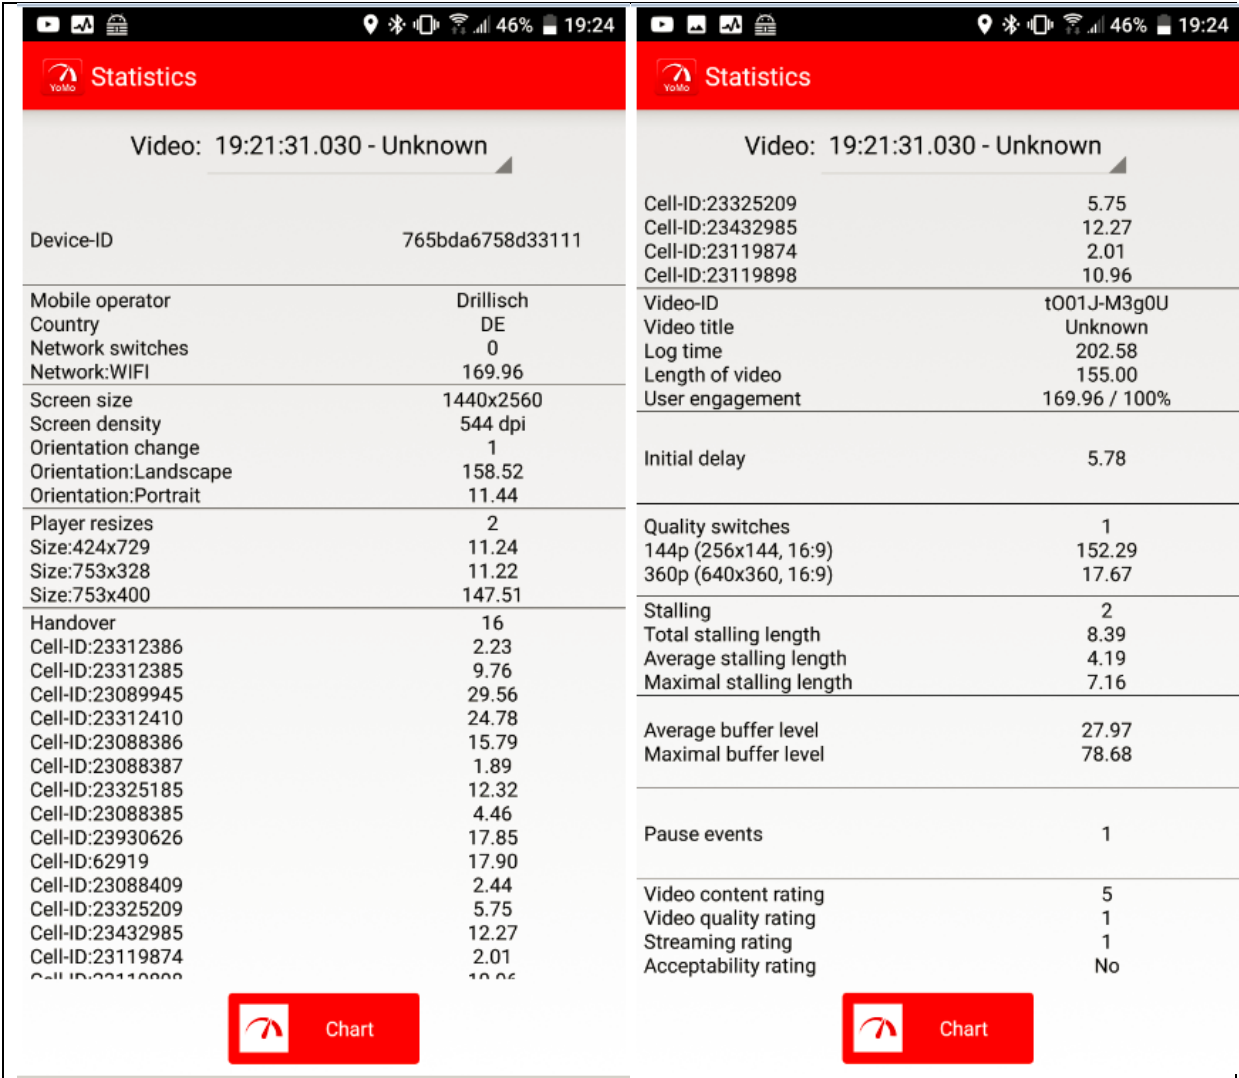 46% 19:24
YoMo Statistics
Video: 19:21:31.030 - Unknown
Device-ID 765bda6758d33111
Mobile operator Drillisch
Country DE
Network switches 0
Network:WIFI 169.96
Screen size 1440x2560
Screen density 544 dpi
Orientation change 1
Orientation:Landscape 158.52
Orientation:Portrait 11.44
Player resizes 2
Size:424x729 11.24
Size:753x328 11.22
Size:753x400 147.51
Handover 16
Cell-ID:23312386 2.23
Cell-ID:23312385 9.76
Cell-ID:23089945 29.56
Cell-ID:23312410 24.78
Cell-ID:23088386 15.79
Cell-ID:23088387 1.89
Cell-ID:23325185 12.32
Cell-ID:23088385 4.46
Cell-ID:23930626 17.85
Cell-ID:62919 17.90
Cell-ID:23088409 2.44
Cell-ID:23325209 5.75
Cell-ID:23432985 12.27
Cell-ID:23119874 2.01
Cell-ID:23119898 10.96
Chart
46% 19:24
YoMo Statistics
Video: 19:21:31.030 - Unknown
Cell-ID:23325209 5.75
Cell-ID:23432985 12.27
Cell-ID:23119874 2.01
Cell-ID:23119898 10.96
Video-ID tO01J-M3g0U
Video title Unknown
Log time 202.58
Length of video 155.00
User engagement 169.96 / 100%
Initial delay 5.78
Quality switches 1
144p (256x144, 16:9) 152.29
360p (640x360, 16:9) 17.67
Stalling 2
Total stalling length 8.39
Average stalling length 4.19
Maximal stalling length 7.16
Average buffer level 27.97
Maximal buffer level 78.68
Pause events 1
Video content rating 5
Video quality rating 1
Streaming rating 1
Acceptability rating No
Chart